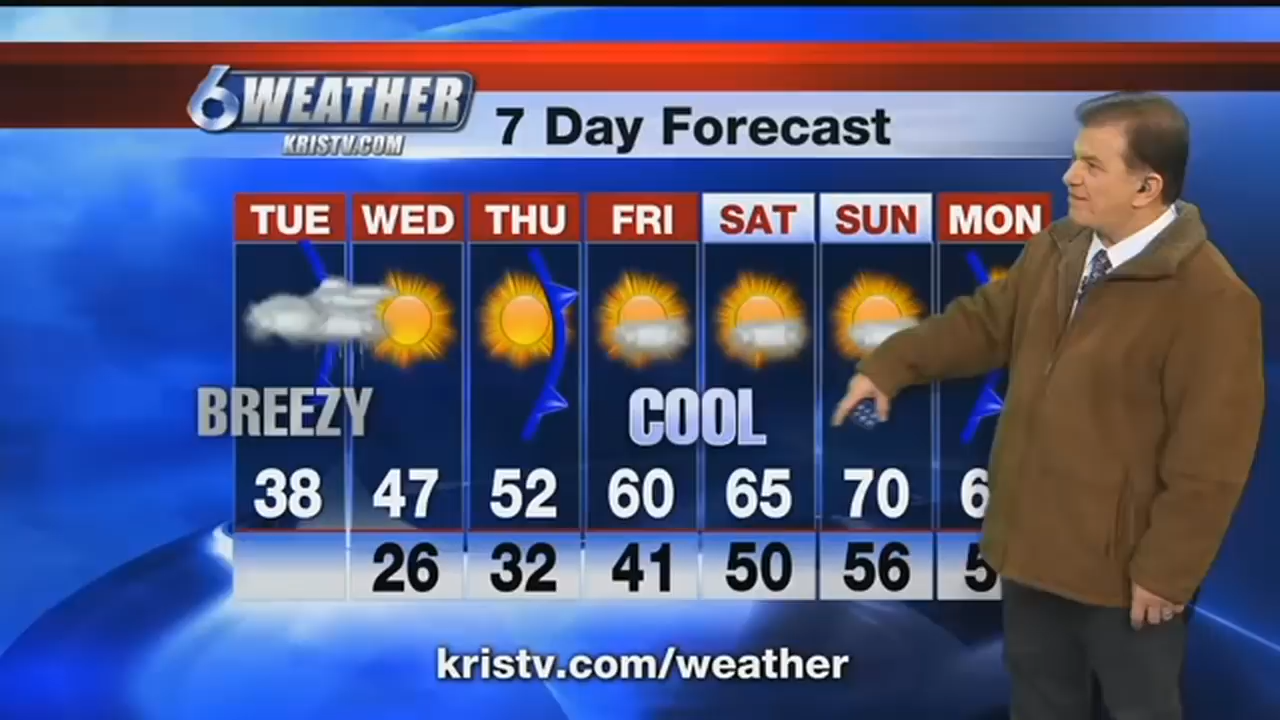 6 WEATHER
KRISTV.COM
7 Day Forecast
TUE WED THU FRI SAT SUN MON
BREEZY COOL
38 47 52 60 65 70
26 32 41 50 56
kristv.com/weather